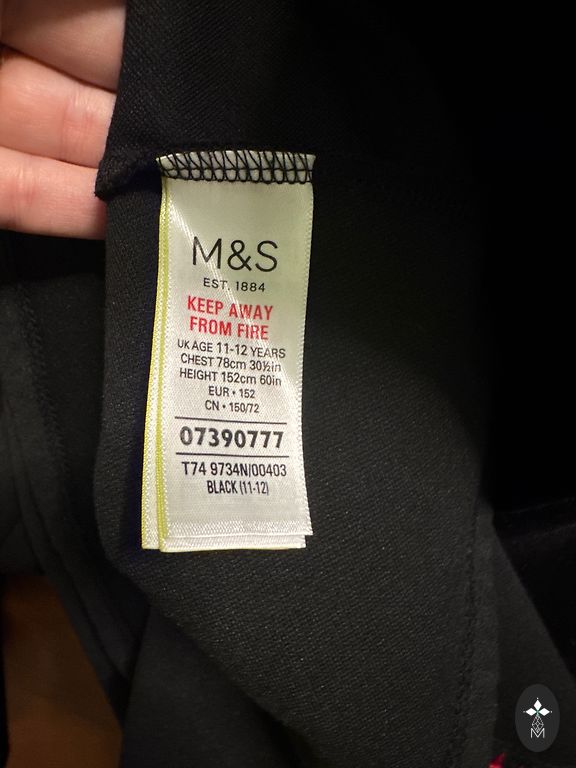 M&S
EST. 1884
KEEP AWAY
FROM FIRE
UK AGE 11-12 YEARS
CHEST 78cm 30½in
HEIGHT 152cm 60in
EUR • 152
CN • 150/72
07390777
T74 9734N/00403
BLACK (11-12)
M